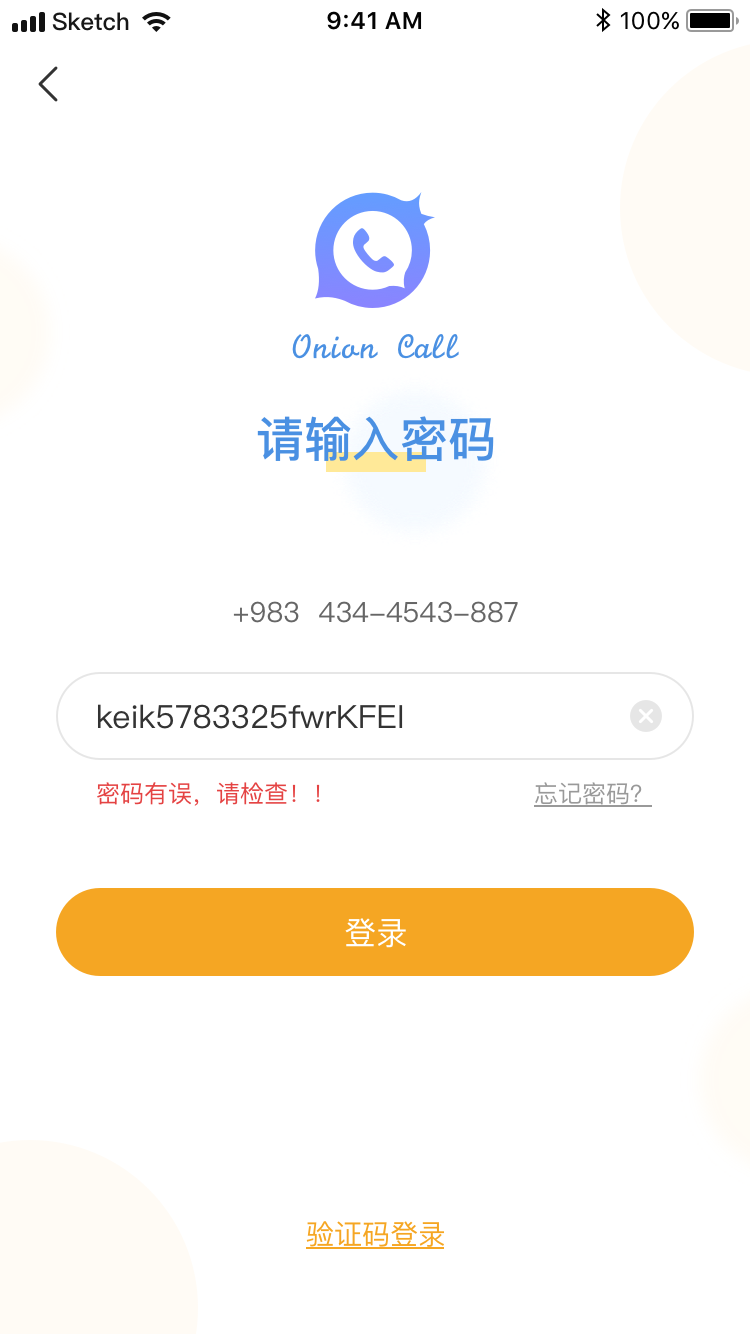 Sketch 9:41 AM 100%
Onion Call
请输入密码
+983 434-4543-887
keik5783325fwrKFEI
密码有误，请检查！！ 忘记密码？
登录
验证码登录